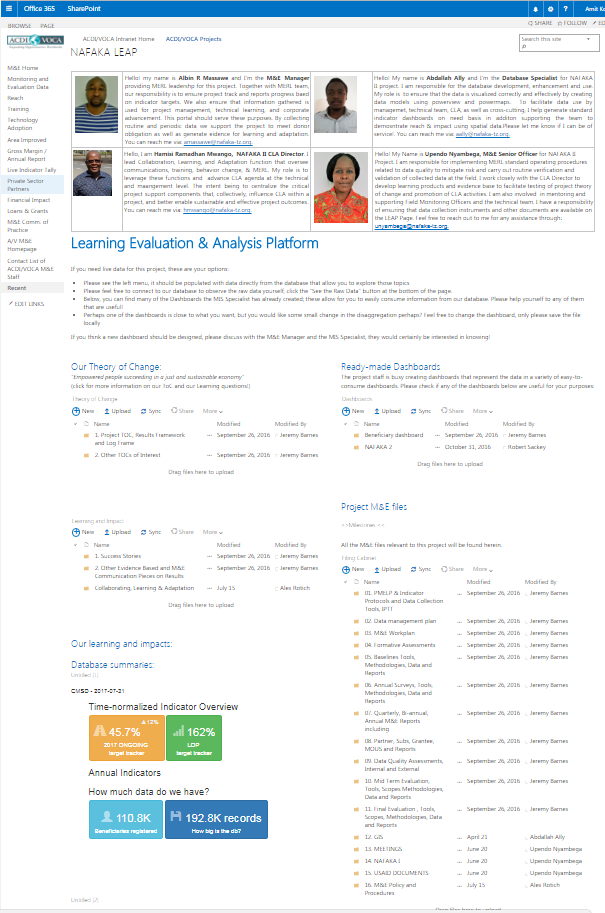 Office 365
SharePoint
Amit Ko
BROWSE PAGE
SHARE
FOLLOW
ACDI/VOCA
ACDI/VOCA Intranet Home
ACDI/VOCA Projects
Search this site
NAFAKA LEAP
M&E Home
Monitoring and
Evaluation Data
Reach
Training
Technology
Adoption
Area Improved
Gross Margin /
Annual Report
Live Indicator Tally
Private Sector
Partners
Financial Impact
Loans & Grants
M&E Comm. of
Practice
A/V M&E
Homepage
Contact List of
ACDI/VOCA M&E
Staff
Recent
EDIT LINKS
Hello! my name is Albin R Massawe and I'm the M&E Manager
providing MERL leadership for this project. Together with MERL team,
our responsibility is to ensure project track and reports progress based
on indicator targets. We also ensure that information gathered is
used for project management, technical learning, and corporate
advancement. This portal should serve these purposes. By collecting
routine and periodic data we support the project to meet donor
obligation as well as generate evidence for learning and adaptation.
You can reach me via: amassawe@nafaka-tz.org.
Hello! My name is Abdallah Ally and I'm the Database Specialist for NAFAKA
II project. I am responsible for the database development, enhancement and use.
My role is to ensure that the data is visualized correctly and effectively by creating
data models using powerview and powermaps. To facilitate data use by
management, technical team, CLA, as well as cross-cutting, I help generate standard
indicator dashboards on need basis in additon supporting the team to
demonstrate reach & impact using spatial data.Please let me know if I can be of
service!. You can reach me via: aally@nafaka-tz.org
Hello, I am Hamisi Ramadhan Mwango, NAFAKA II CLA Director. I
lead Collaboration, Learning, and Adaptation function that oversee
communications, training, behavior change, & MERL. My role is to
leverage these functions and advance CLA agenda at the technical
and maangement level. The intent being to centralize the critical
project support components that, collectively, influence CLA within a
project, and better enable sustainable and effective project outcomes.
You can reach me via: hmwango@nafaka-tz.org.
Hello! My Name is Upendo Nyambega, M&E Senior Officer for NAFAKA II
Project. I am responsible for implementing MERL standard operating procedures
related to data quality to mitigate risk and carry out routine verification and
validation of collected data at the field. I work closely with the CLA Director to
develop learning products and evidence base to facilitate testing of project theory
of change and promotion of CLA activities. I am also involved in mentoring and
supporting Field Monitoring Officers and the technical team. I have a responsibility
of ensuring that data collection instruments and other documents are available on
the LEAP Page. I feel free to reach out to me for any assistance through:
unyambega@nafaka-tz.org.
Learning Evaluation & Analysis Platform
If you need live data for this project, these are your options:
• Please see the left menu, it should be populated with data directly from the database that allow you to explore those topics
• Please feel free to connect to our database to observe the raw data yourself, click the "See the Raw Data" button at the bottom of the page.
• Below, you can find many of the Dashboards the MIS Specialist has already created; these allow for you to easily consume information from our database. Please help yourself to any of them
that are useful!
• Perhaps one of the dashboards is close to what you want, but you would like some small change in the disaggregation perhaps? Feel free to change the dashboard, only please save the file
locally
If you think a new dashboard should be designed, please discuss with the M&E Manager and the MIS Specialist, they would certainly be interested in knowing!
Our Theory of Change:
"Empowered people succeeding in a just and sustainable economy"
(click for more information on our ToC and our Learning questions!)
Theory of Change
New Upload Sync Share More
Name Modified Modified By
1. Project TOC, Results Framework
and Log Frame ... September 26, 2016 Jeremy Barnes
2. Other TOCs of Interest ... September 26, 2016 Jeremy Barnes
Drag files here to upload
Ready-made Dashboards
The project staff is busy creating dashboards that represent the data in a variety of easy-to-
consume dashboards. Please check if any of the dashboards below are useful for your purposes:
Dashboards
New Upload Sync Share More
Name Modified Modified By
Beneficiary dashboard ... September 26, 2016 Jeremy Barnes
NAFAKA 2 ... October 31, 2016 Robert Sackey
Drag files here to upload
Learning and Impact
New Upload Sync Share More
Name Modified Modified By
1. Success Stories ... September 26, 2016 Jeremy Barnes
2. Other Evidence Based and M&E
Communication Pieces on Results ... September 26, 2016 Jeremy Barnes
Collaborating, Learning & Adaptation ... July 15 Alex Rotich
Drag files here to upload
Project M&E files
>>Milestones <<
All the M&E files relevant to this project will be found herein.
Filing Cabinet
New Upload Sync Share More
Name Modified Modified By
01. PMELP & Indicator
Protocols and Data Collection
Tools, IPTT ... September 26, 2016 Jeremy Barnes
02. Data management plan ... September 26, 2016 Jeremy Barnes
03. M&E Workplan ... September 26, 2016 Jeremy Barnes
04. Formative Assessments ... September 26, 2016 Jeremy Barnes
05. Baselines Tools,
Methodologies, Data and
Reports ... September 26, 2016 Jeremy Barnes
06. Annual Surveys, Tools,
Methodologies, Data and
Reports ... September 26, 2016 Jeremy Barnes
07. Quarterly, Bi-annual,
Annual M&E Reports
including ... September 26, 2016 Jeremy Barnes
08. Partner, Subs, Grantee,
MOUS and Reports ... September 26, 2016 Jeremy Barnes
09. Data Quality Assessments,
Internal and External ... September 26, 2016 Jeremy Barnes
10. Mid Term Evaluation,
Tools, Scopes Methodologies,
Data and Reports ... September 26, 2016 Jeremy Barnes
11. Final Evaluation , Tools,
Scopes, Methodologies, Data
and Reports ... September 26, 2016 Jeremy Barnes
12. GIS ... April 25 Abdallah Ally
13. MEETINGS ... June 20 Upendo Nyambega
14. NAFAKA I ... June 20 Upendo Nyambega
15. USAID DOCUMENTS ... June 20 Upendo Nyambega
16. M&E Policy and
Procedures ... July 15 Alex Rotich
Drag files here to upload
Our learning and impacts:
Database summaries:
Untitled [1]
CMSD - 2017-07-21
Time-normalized Indicator Overview
45.7%
2017 ONGOING
target tracker
162%
LOP
target tracker
Annual Indicators
How much data do we have?
110.8K
Beneficiaries registered
192.8K records
How big is the db?
Untitled [2]